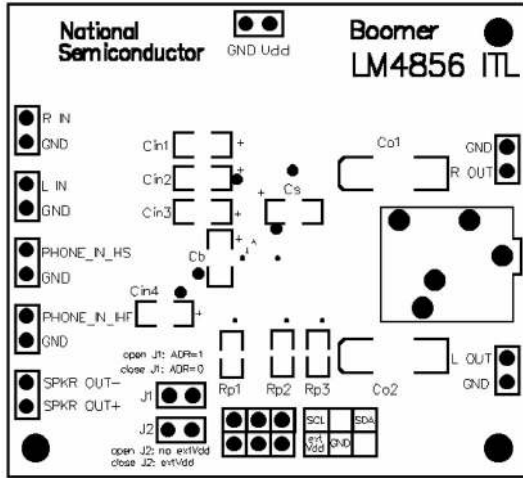 National
Semiconductor
GND Vdd
Boomer
LM4856 ITL
R IN
GND
L IN
GND
PHONE_IN_HS
GND
PHONE_IN_IHF
GND
SPKR OUT-
SPKR OUT+
Cin1
+
Cin2
+
Cin3
+
Cs
+
Cb
+
Cin4
+
Co1
GND
R OUT
open J1: ADR=1
close J1: ADR=0
J1
J2
open J2: no extVdd
close J2: extVdd
Rp1
Rp2
Rp3
Co2
L OUT
GND
SCL
SDA
ext
Vdd
GND